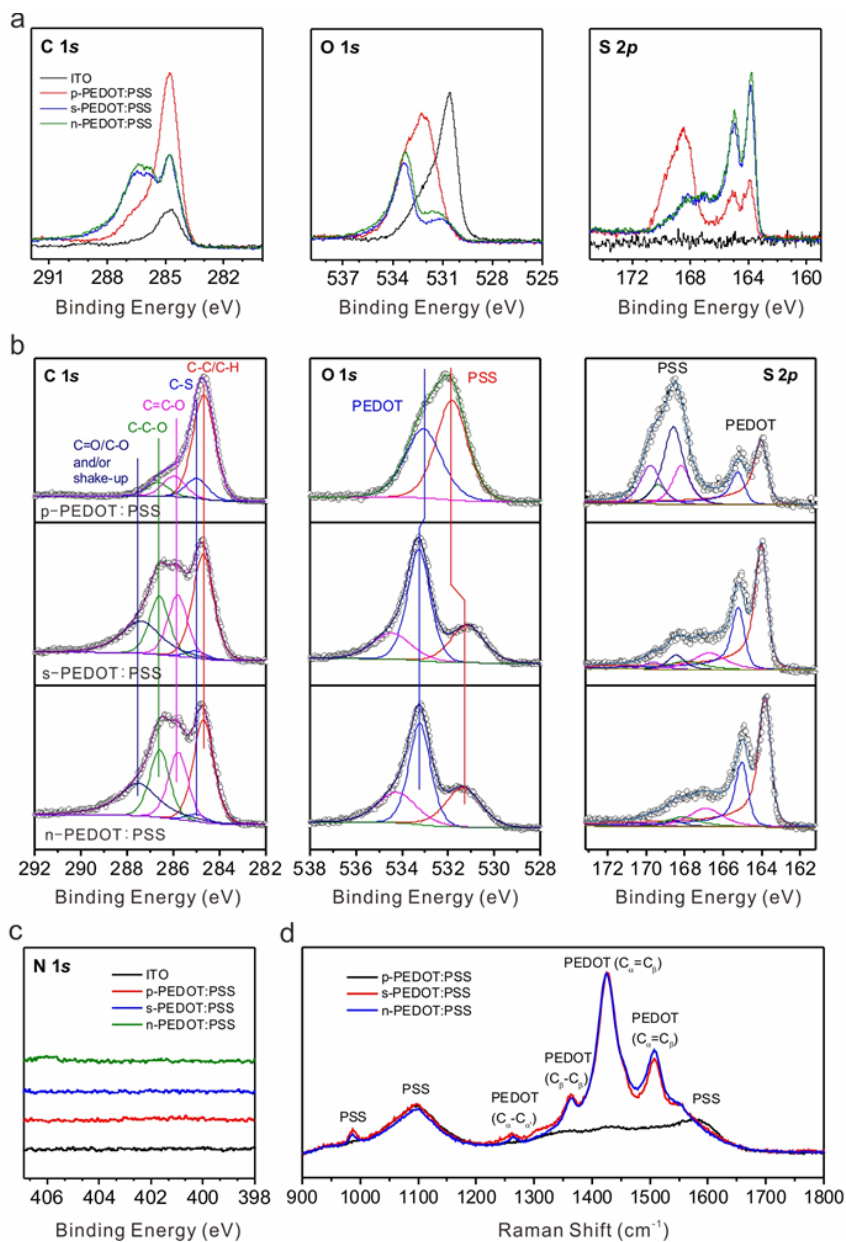 a
C 1s
ITO
p-PEDOT:PSS
s-PEDOT:PSS
n-PEDOT:PSS
291 288 285 282
Binding Energy (eV)
O 1s
537 533 531 529 525
Binding Energy (eV)
S 2p
172 168 164 160
Binding Energy (eV)
b
C 1s
C-C/C-H
C-S
C=C-O
C-C-O
C=O/C-O
and/or
shake-up
p-PEDOT:PSS
s-PEDOT:PSS
n-PEDOT:PSS
292 290 288 286 284 282
Binding Energy (eV)
O 1s
PEDOT
PSS
538 536 534 532 530 528
Binding Energy (eV)
S 2p
PSS
PEDOT
172 170 168 166 164 162
Binding Energy (eV)
c
N 1s
ITO
p-PEDOT:PSS
s-PEDOT:PSS
n-PEDOT:PSS
406 404 402 400 398
Binding Energy (eV)
d
p-PEDOT:PSS
s-PEDOT:PSS
n-PEDOT:PSS
PEDOT (Cα=Cβ)
PEDOT
(Cα=Cβ)
PEDOT
(Cβ-Cβ)
PEDOT
(Cα-Cα')
PSS
PSS
PSS
900 1000 1100 1200 1300 1400 1500 1600 1700 1800
Raman Shift (cm⁻¹)